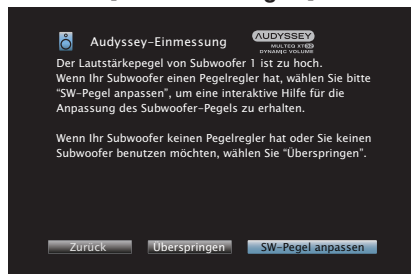 Audyssey-Einmessung
AUDYSSEY
MULTEQ XT32
DYNAMIC VOLUME
Der Lautstärkepegel von Subwoofer 1 ist zu hoch.
Wenn Ihr Subwoofer einen Pegelregler hat, wählen Sie bitte
“SW-Pegel anpassen”, um eine interaktive Hilfe für die
Anpassung des Subwoofer-Pegels zu erhalten.
Wenn Ihr Subwoofer keinen Pegelregler hat oder Sie keinen
Subwoofer benutzen möchten, wählen Sie “Überspringen”.
Zurück Überspringen SW-Pegel anpassen